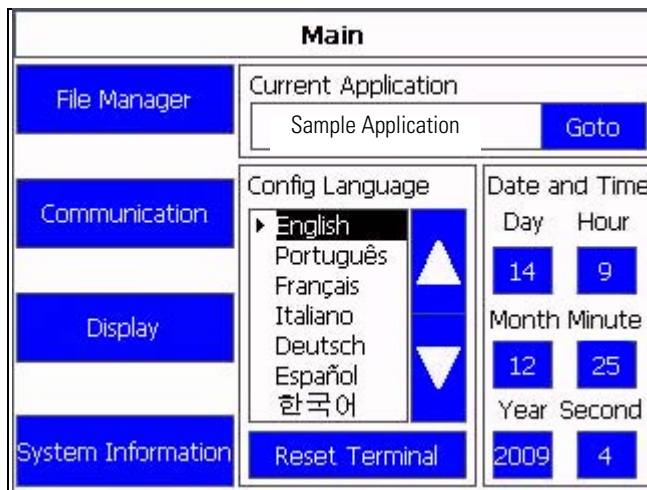 Main
File Manager
Communication
Display
System Information
Current Application
Sample Application
Goto
Config Language
English
Português
Français
Italiano
Deutsch
Español
한국어
Reset Terminal
Date and Time
Day Hour
14 9
Month Minute
12 25
Year Second
2009 4